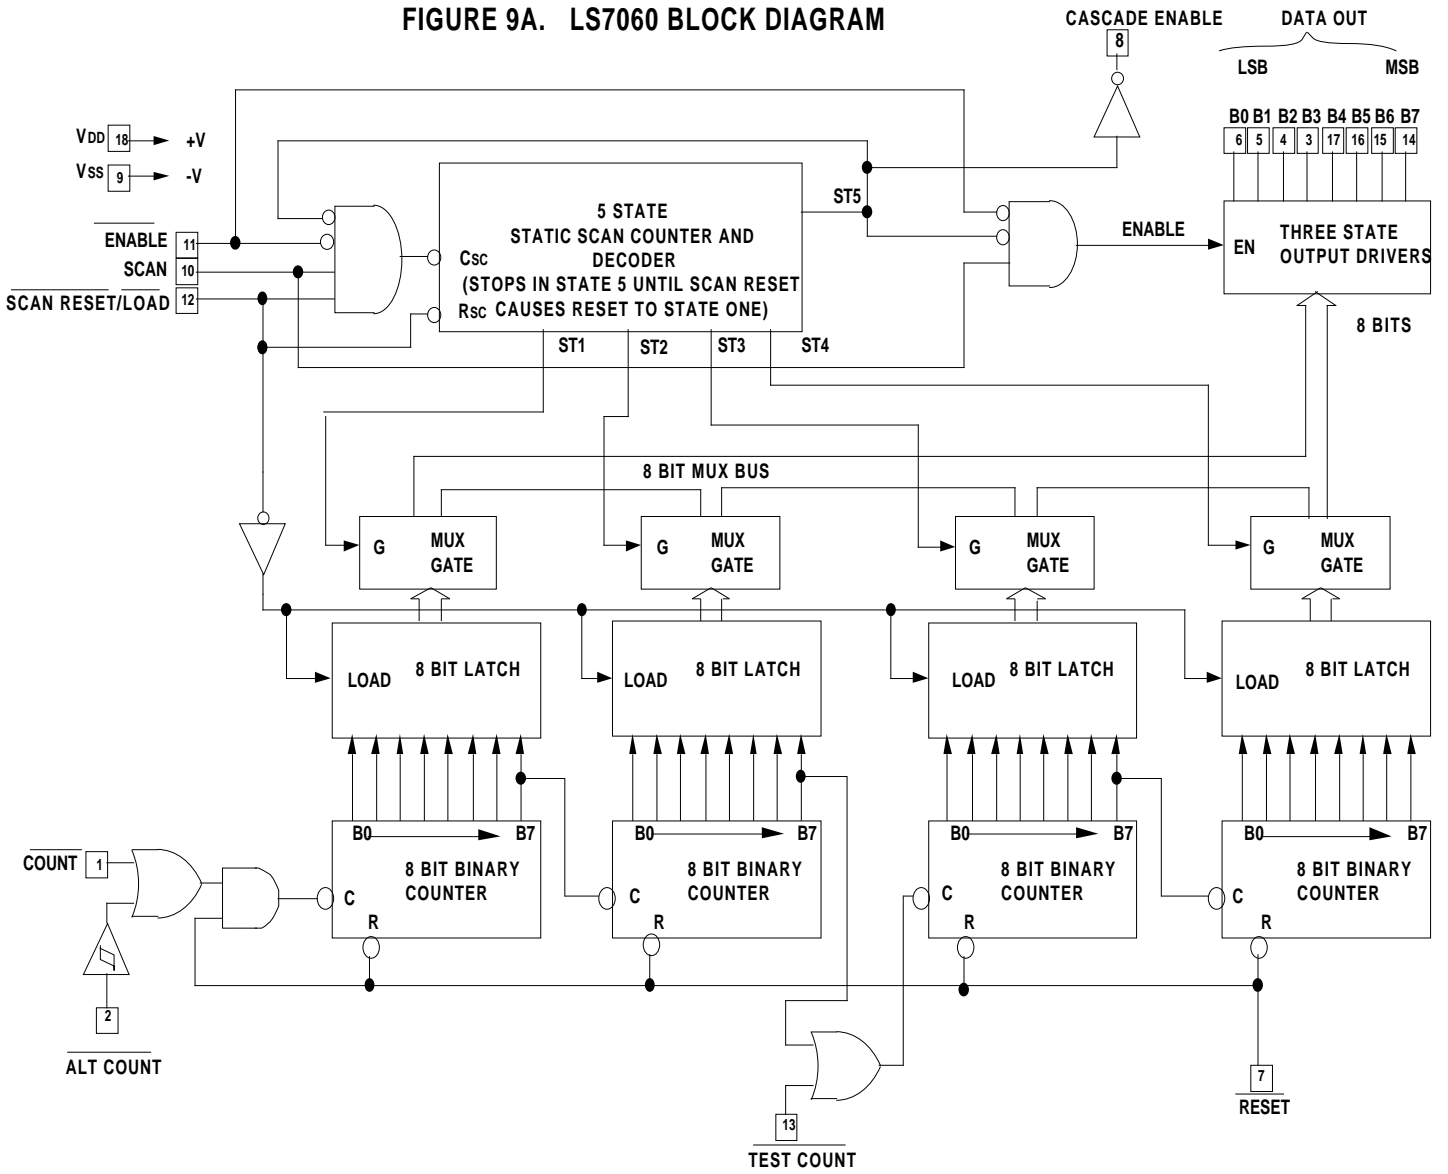 FIGURE 9A. LS7060 BLOCK DIAGRAM
CASCADE ENABLE
8
DATA OUT
LSB
MSB
B0 B1 B2 B3 B4 B5 B6 B7
6 5 4 3 17 16 15 14
VDD 18 +V
VSS 9 -V
ENABLE 11
SCAN 10
SCAN RESET/LOAD 12
5 STATE
STATIC SCAN COUNTER AND
DECODER
(STOPS IN STATE 5 UNTIL SCAN RESET
CAUSES RESET TO STATE ONE)
CSC
RSC
ST5
ENABLE
EN
THREE STATE
OUTPUT DRIVERS
8 BITS
ST1
ST2
ST3
ST4
8 BIT MUX BUS
G
MUX
GATE
G
MUX
GATE
G
MUX
GATE
G
MUX
GATE
LOAD
8 BIT LATCH
LOAD
8 BIT LATCH
LOAD
8 BIT LATCH
LOAD
8 BIT LATCH
B0 B7
8 BIT BINARY
COUNTER
C
R
B0 B7
8 BIT BINARY
COUNTER
C
R
B0 B7
8 BIT BINARY
COUNTER
C
R
B0 B7
8 BIT BINARY
COUNTER
C
R
COUNT 1
2
ALT COUNT
13
TEST COUNT
7
RESET